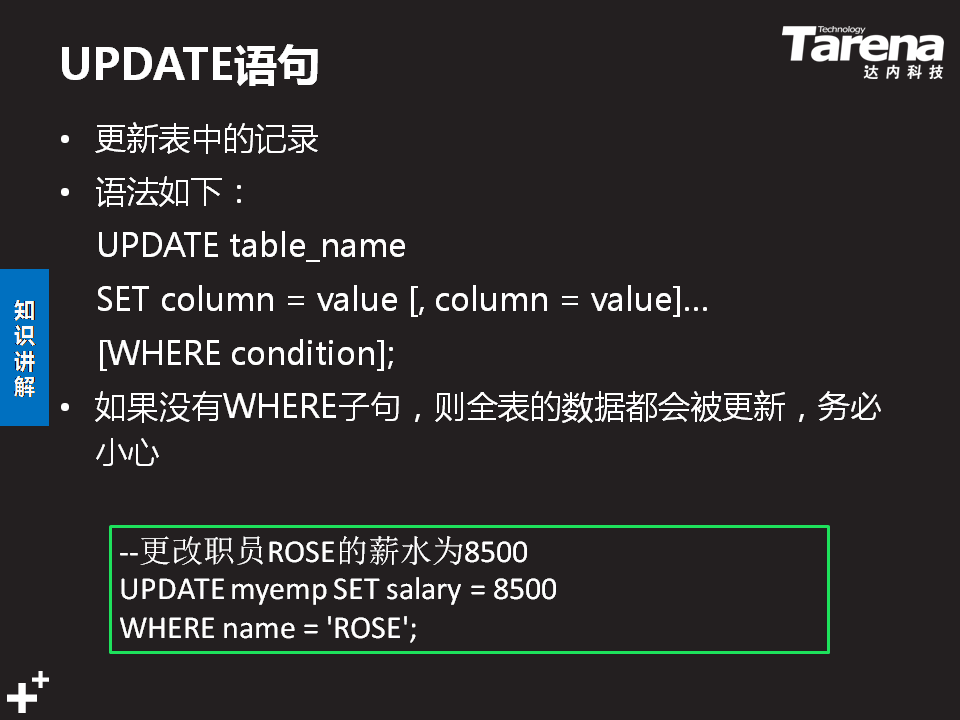 UPDATE语句
Technology
Tarena
达内科技
• 更新表中的记录
• 语法如下：
UPDATE table_name
SET column = value [, column = value]...
[WHERE condition];
• 如果没有WHERE子句，则全表的数据都会被更新，务必
小心
知识讲解
--更改职员ROSE的薪水为8500
UPDATE myemp SET salary = 8500
WHERE name = 'ROSE';